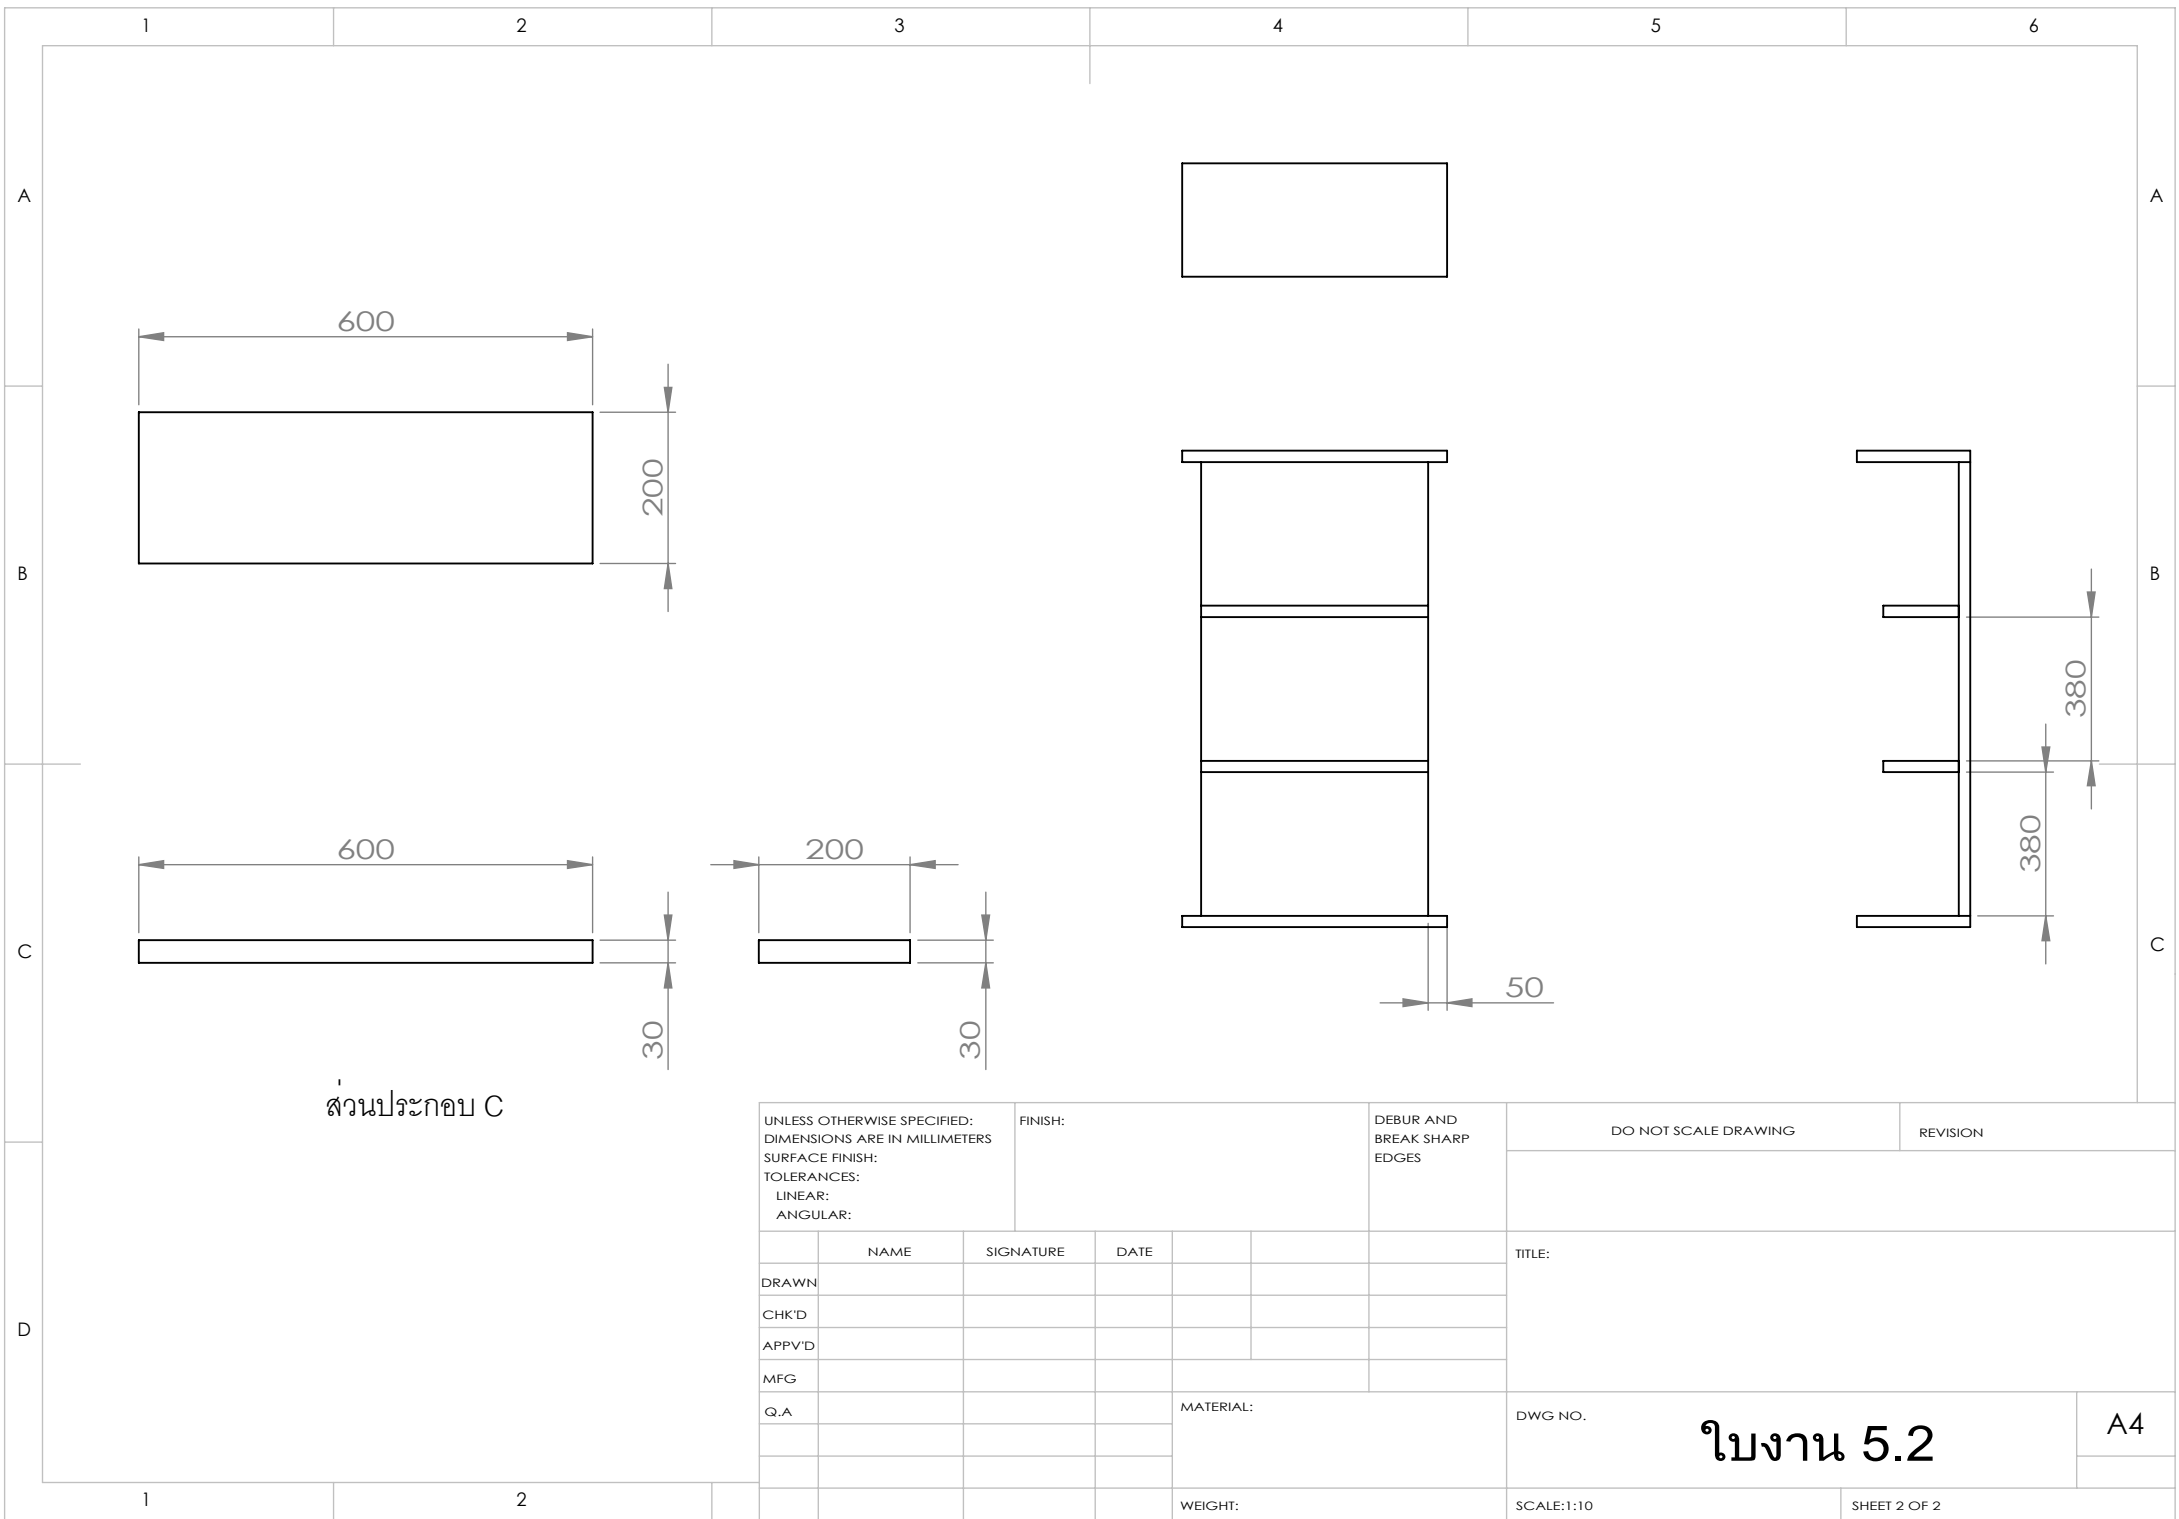 1 2 3 4 5 6
A A
600
200
B B
380
380
600 200
C C
50
30 30
ส่วนประกอบ C
UNLESS OTHERWISE SPECIFIED:
DIMENSIONS ARE IN MILLIMETERS
SURFACE FINISH:
TOLERANCES:
LINEAR:
ANGULAR:
FINISH:
DEBUR AND
BREAK SHARP
EDGES
DO NOT SCALE DRAWING
REVISION
NAME SIGNATURE DATE
TITLE:
DRAWN
CHK'D
D
APPV'D
MFG
Q.A
MATERIAL:
DWG NO.
ใบงาน 5.2
A4
1 2
WEIGHT:
SCALE:1:10
SHEET 2 OF 2